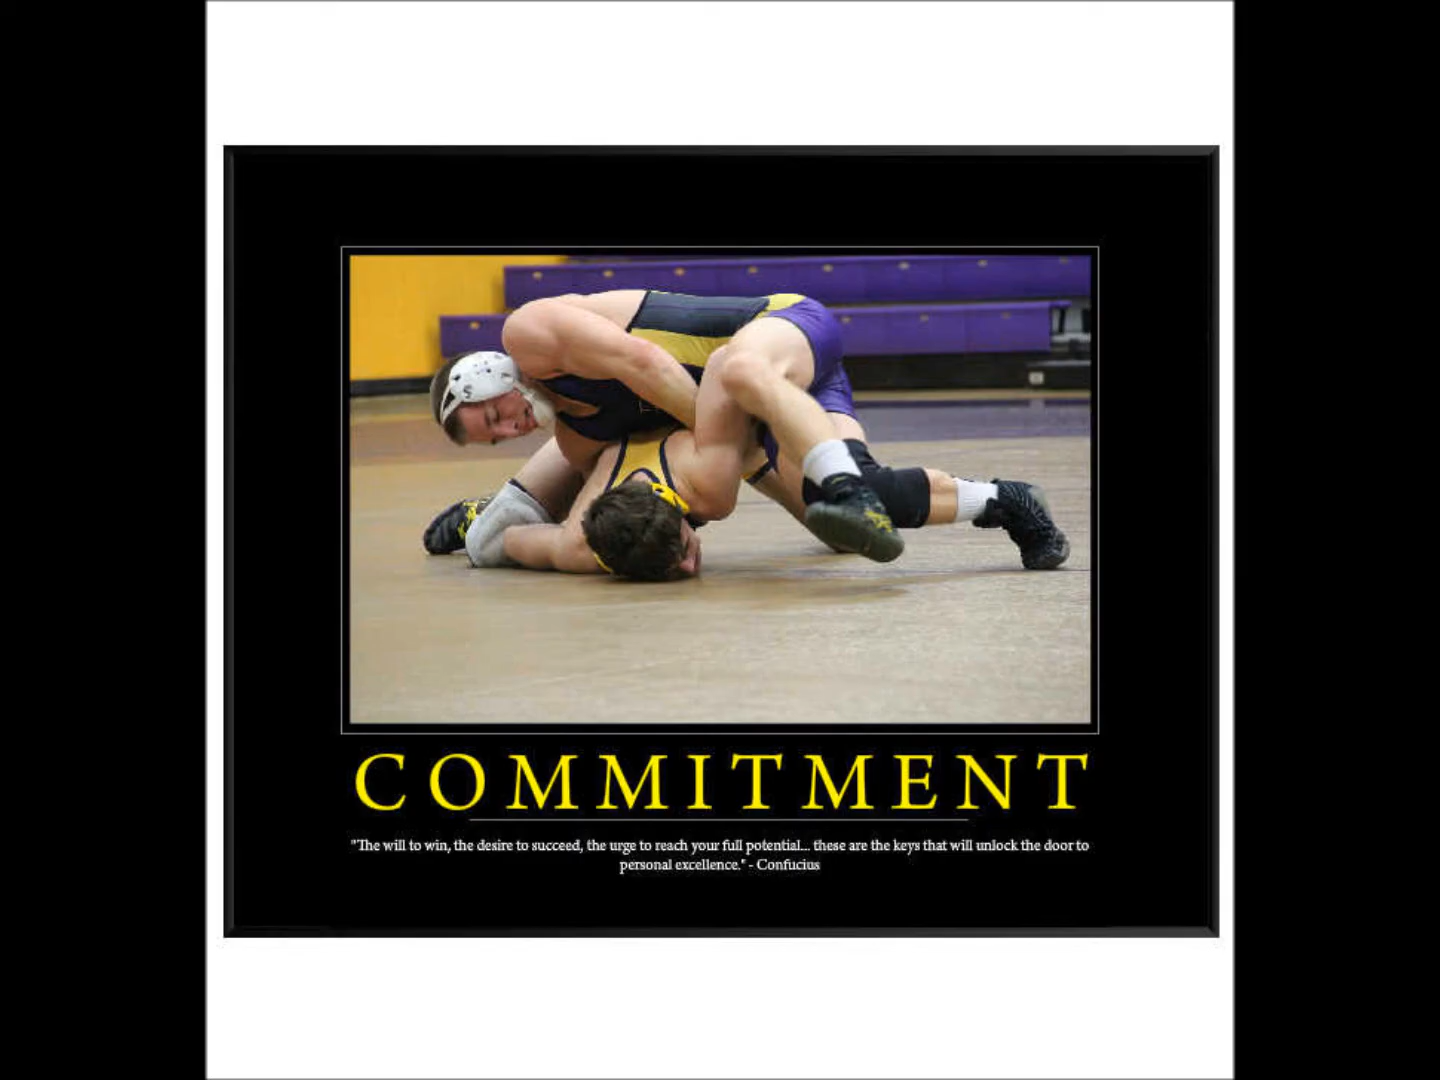 COMMITMENT
"The will to win, the desire to succeed, the urge to reach your full potential... these are the keys that will unlock the door to
personal excellence." - Confucius